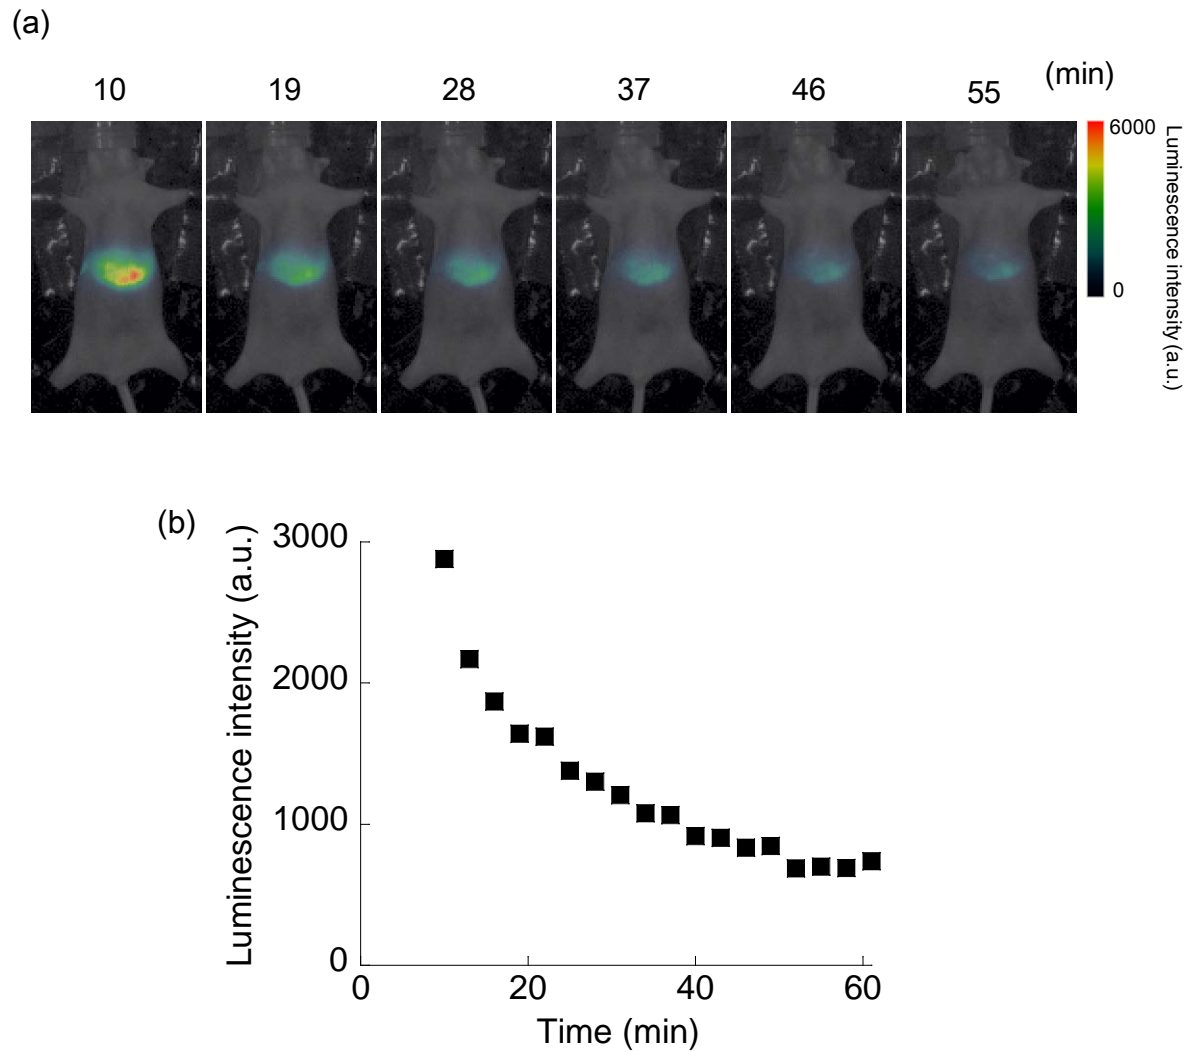 (a)
10 19 28 37 46 55 (min)
6000
0
Luminescence intensity (a.u.)
(b)
Luminescence intensity (a.u.)
3000
2000
1000
0
0 20 40 60
Time (min)